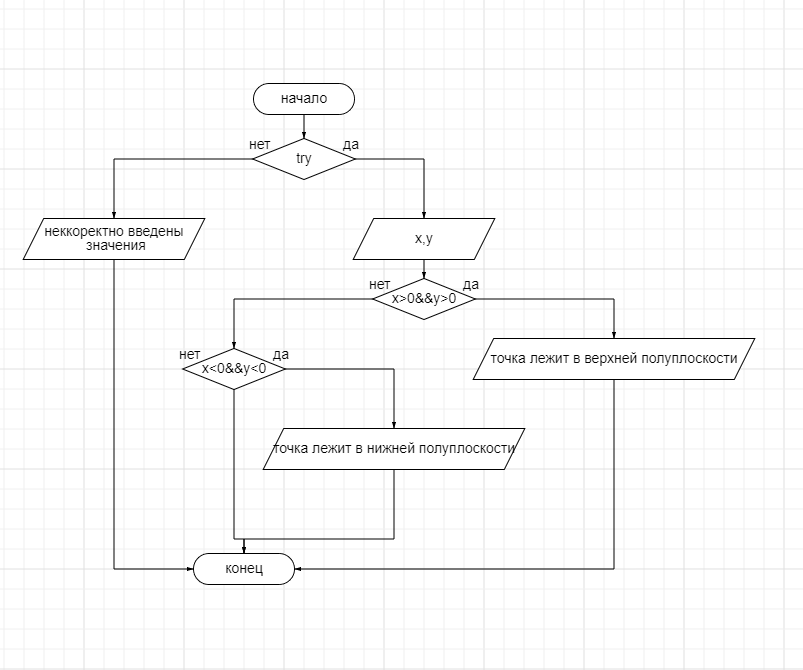 начало
нет
да
try
неккоректно введены
значения
x,y
нет
да
x>0&&y>0
нет
да
x<0&&y<0
точка лежит в верхней полуплоскости
точка лежит в нижней полуплоскости
конец